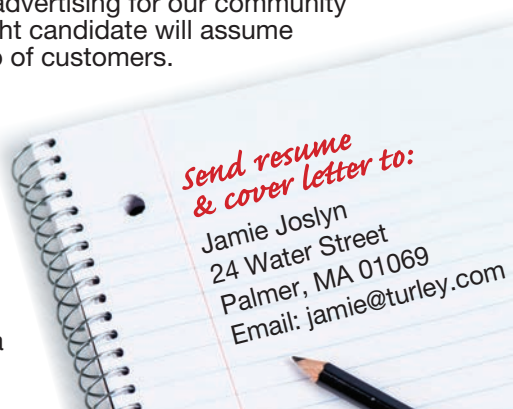 advertising for our community
ht candidate will assume
of customers.
Send resume
& cover letter to:
Jamie Joslyn
24 Water Street
Palmer, MA 01069
Email: jamie@turley.com